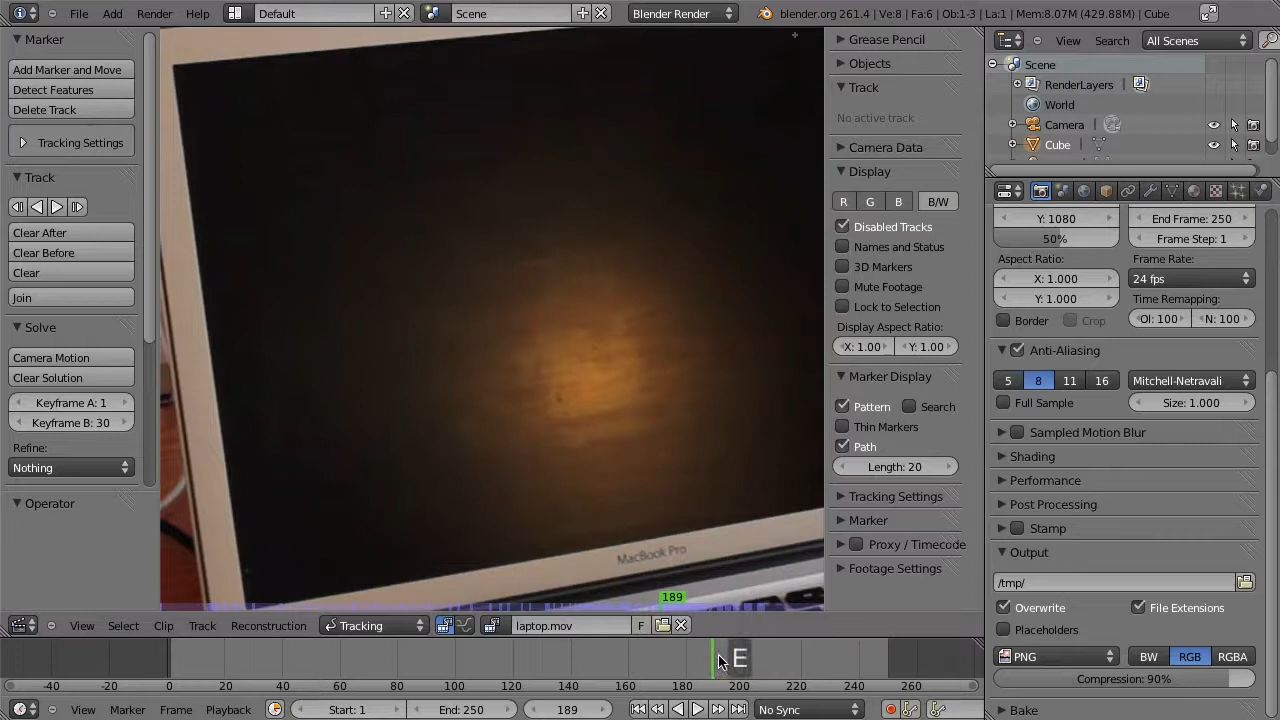 File Add Render Help Default Scene Blender Render blender.org 261.4 | Ve:8 | Fa:6 | Ob:1-3 | La:1 | Mem:8.07M (429.88M) | Cube
Marker
Add Marker and Move
Detect Features
Delete Track
Tracking Settings
Track
Clear After
Clear Before
Clear
Join
Solve
Camera Motion
Clear Solution
Keyframe A: 1
Keyframe B: 30
Refine:
Nothing
Operator
MacBook Pro
189
Grease Pencil
Objects
Track
No active track
Camera Data
Display
R G B B/W
Disabled Tracks
Names and Status
3D Markers
Mute Footage
Lock to Selection
Display Aspect Ratio:
X: 1.00 Y: 1.00
Marker Display
Pattern Search
Thin Markers
Path
Length: 20
Tracking Settings
Marker
Proxy / Timecode
Footage Settings
View Search All Scenes
Scene
RenderLayers |
World
Camera |
Cube |
Y: 1080 End Frame: 250
50% Frame Step: 1
Aspect Ratio: Frame Rate:
X: 1.000 24 fps
Y: 1.000 Time Remapping:
Border Crop Ol: 100 N: 100
Anti-Aliasing
5 8 11 16 Mitchell-Netravali
Full Sample Size: 1.000
Sampled Motion Blur
Shading
Performance
Post Processing
Stamp
Output
/tmp/
Overwrite File Extensions
Placeholders
PNG BW RGB RGBA
Compression: 90%
Bake
View Select Clip Track Reconstruction Tracking laptop.mov F
E
-40 -20 0 20 40 60 80 100 120 140 160 180 200 220 240 260
View Marker Frame Playback Start: 1 End: 250 189 No Sync